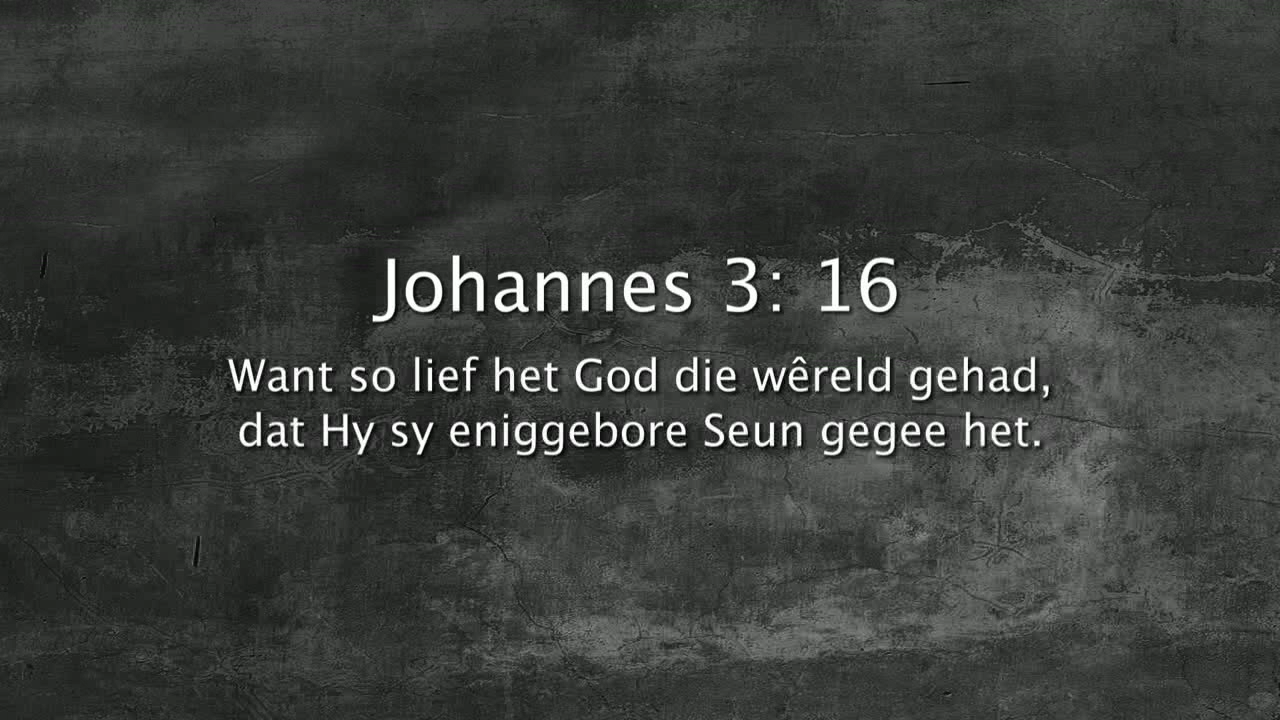 Johannes 3: 16
Want so lief het God die wêreld gehad,
dat Hy sy eniggebore Seun gegee het.